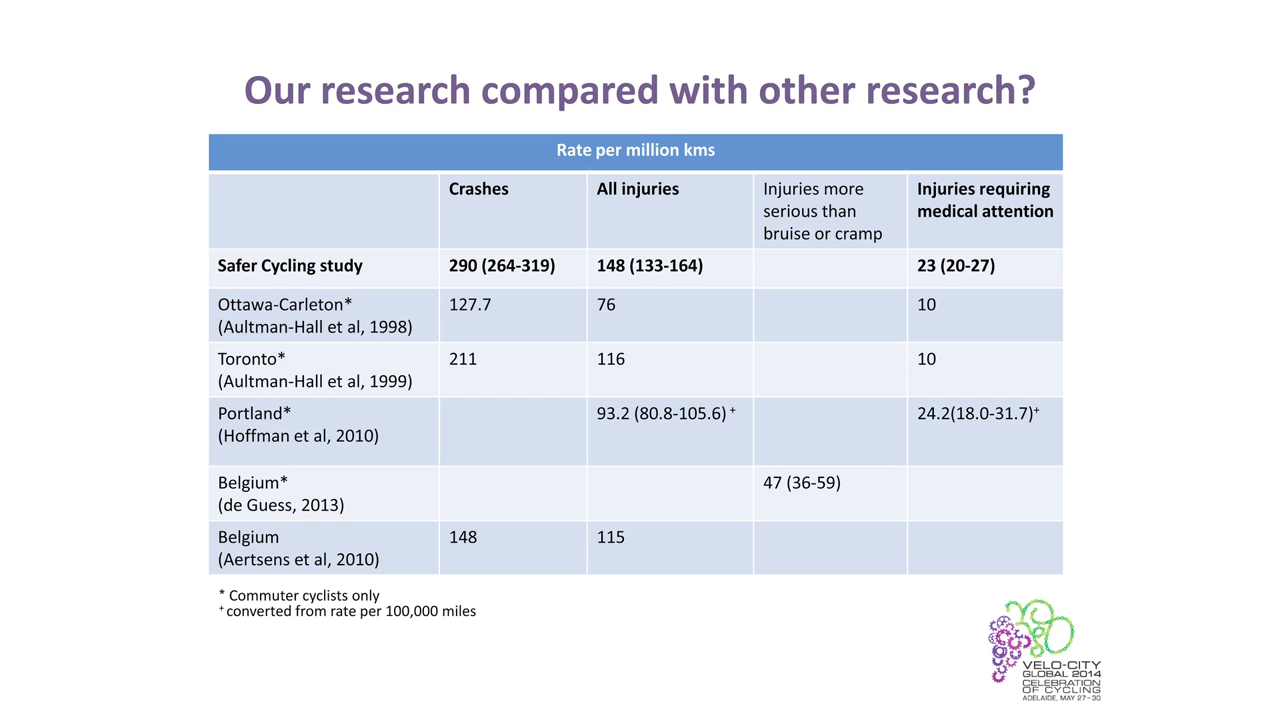 Our research compared with other research?
Rate per million kms
Crashes
All injuries
Injuries more
serious than
bruise or cramp
Injuries requiring
medical attention
Safer Cycling study
290 (264-319)
148 (133-164)
23 (20-27)
Ottawa-Carleton*
(Aultman-Hall et al, 1998)
127.7
76
10
Toronto*
(Aultman-Hall et al, 1999)
211
116
10
Portland*
(Hoffman et al, 2010)
93.2 (80.8-105.6) +
24.2(18.0-31.7)+
Belgium*
(de Guess, 2013)
47 (36-59)
Belgium
(Aertsens et al, 2010)
148
115
* Commuter cyclists only
+ converted from rate per 100,000 miles
VELO-CITY
GLOBAL 2014
CELEBRATION
OF CYCLING
ADELAIDE, MAY 27-30